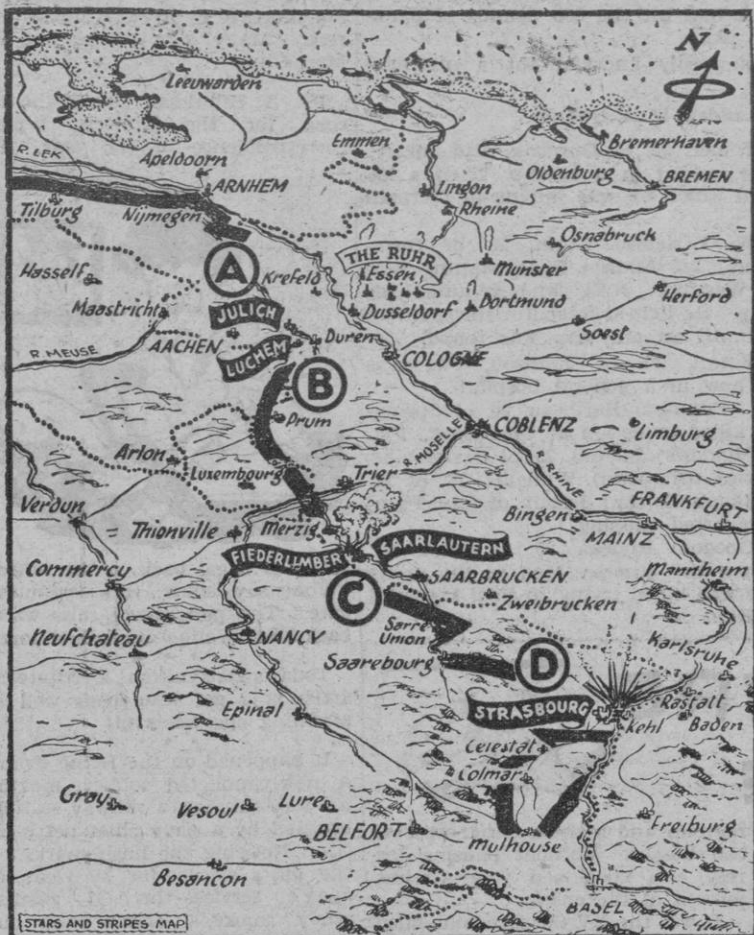 N
Leeuwarden
Bremerhaven
Emmen
Oldenburg
BREMEN
R. LEK
Apeldoorn
ARNHEM
Lingon
Tilburg
Nijmegen
Rheine
Osnabruck
THE RUHR
A
Krefeld
Essen
Munster
Hasself
Herford
Maastricht
JULICH
Dusseldorf
Dortmund
Soest
AACHEN
Duren
R. MEUSE
LUCHEM
COLOGNE
B
Prum
COBLENZ
Limburg
Arlon
R. MOSELLE
Luxembourg
Trier
R. RHINE
Verdun
FRANKFURT
Bingen
Thionville
Merzig
MAINZ
FIEDERLIMBER
SAARLAUTERN
Commercy
SAARBRUCKEN
Mannheim
C
Zweibrucken
Neufchateau
NANCY
Sarre
Union
Karlsruhe
Saarebourg
D
Rastatt
STRASBOURG
Kehl
Baden
Epinal
Celestat
Colmar
Gray
Vesoul
Lure
Freiburg
BELFORT
Mulhouse
Besancon
BASEL
STARS AND STRIPES MAP